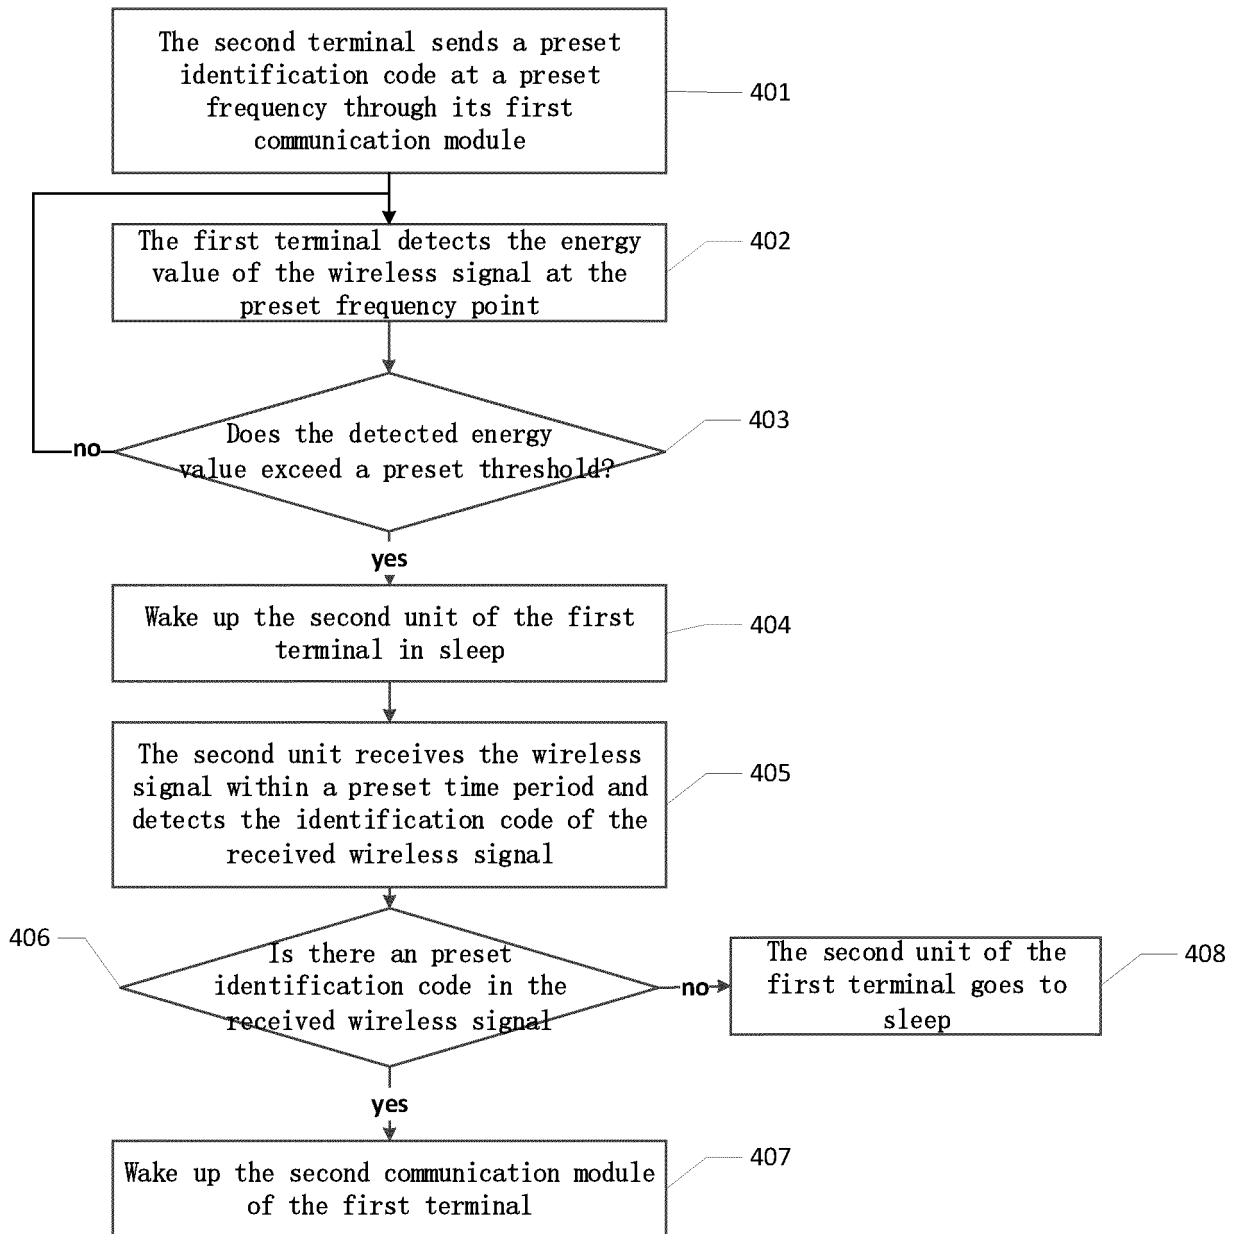 The second terminal sends a preset
identification code at a preset
frequency through its first
communication module
401
The first terminal detects the energy
value of the wireless signal at the
preset frequency point
402
Does the detected energy
value exceed a preset threshold?
403
no
yes
Wake up the second unit of the first
terminal in sleep
404
The second unit receives the wireless
signal within a preset time period and
detects the identification code of the
received wireless signal
405
406
Is there an preset
identification code in the
received wireless signal
no
The second unit of the
first terminal goes to
sleep
408
yes
Wake up the second communication module
of the first terminal
407